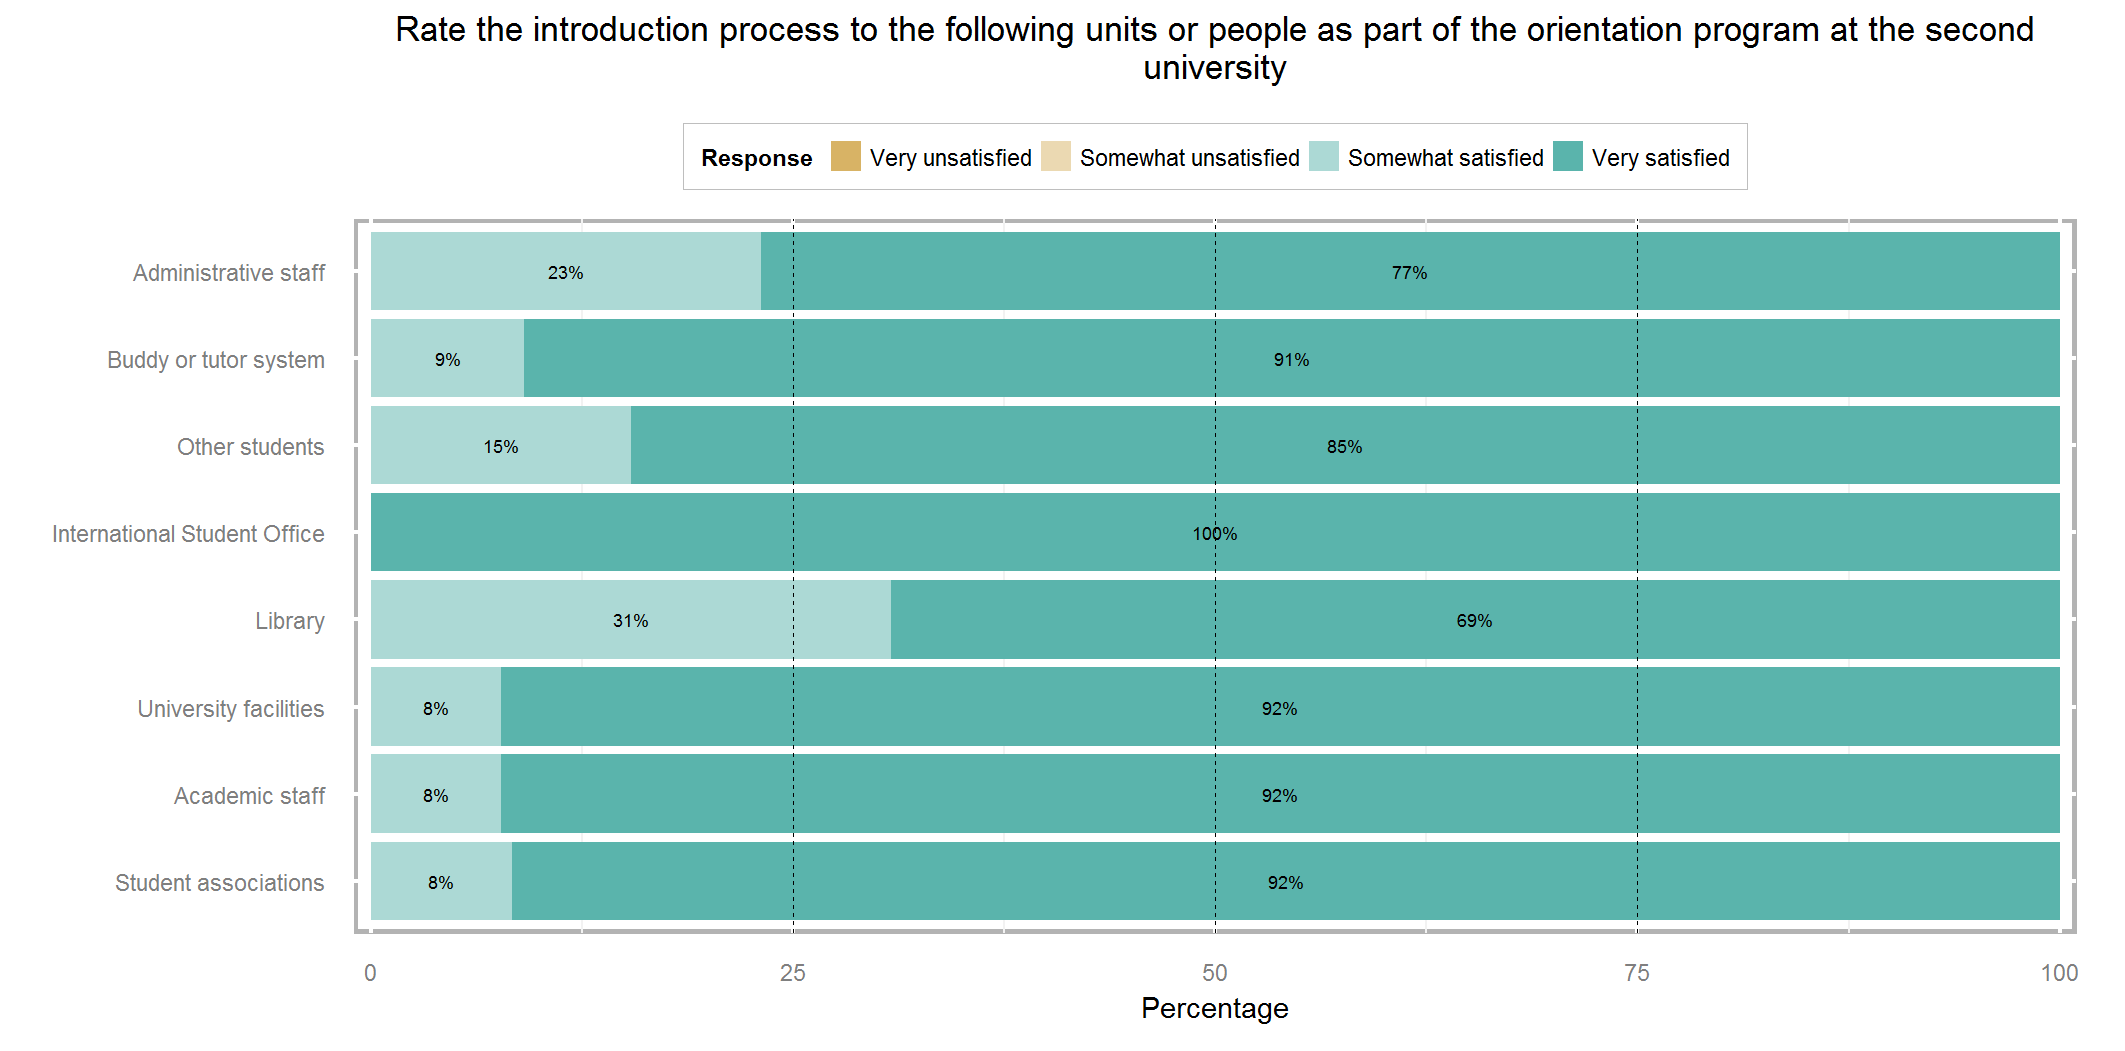 Rate the introduction process to the following units or people as part of the orientation program at the second
university
Response Very unsatisfied Somewhat unsatisfied Somewhat satisfied Very satisfied
Administrative staff 23% 77%
Buddy or tutor system 9% 91%
Other students 15% 85%
International Student Office 100%
Library 31% 69%
University facilities 8% 92%
Academic staff 8% 92%
Student associations 8% 92%
0 25 50 75 100
Percentage